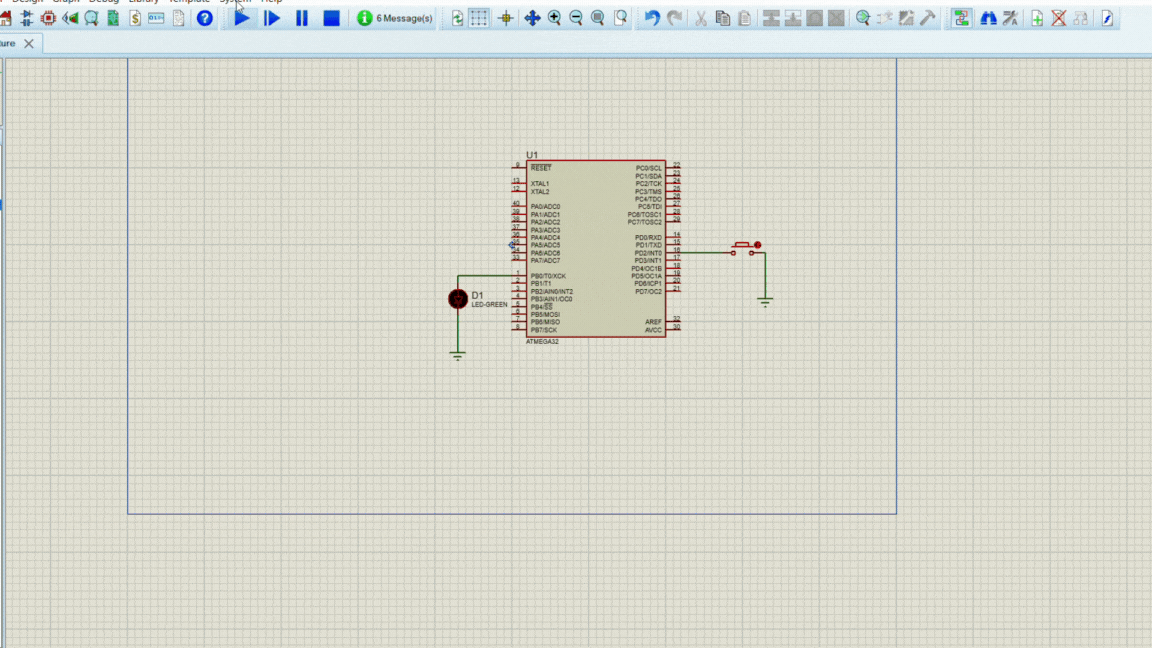 Design Graph Debug Library Template System Help
6 Message(s)
ure
U1
9 RESET
13 XTAL1
12 XTAL2
40 PA0/ADC0
39 PA1/ADC1
38 PA2/ADC2
37 PA3/ADC3
36 PA4/ADC4
35 PA5/ADC5
34 PA6/ADC6
33 PA7/ADC7
1 PB0/T0/XCK
2 PB1/T1
3 PB2/AIN0/INT2
4 PB3/AIN1/OC0
5 PB4/SS
6 PB5/MOSI
7 PB6/MISO
8 PB7/SCK
PC0/SCL 22
PC1/SDA 23
PC2/TCK 24
PC3/TMS 25
PC4/TDO 26
PC5/TDI 27
PC6/TOSC1 28
PC7/TOSC2 29
PD0/RXD 14
PD1/TXD 15
PD2/INT0 16
PD3/INT1 17
PD4/OC1B 18
PD5/OC1A 19
PD6/ICP1 20
PD7/OC2 21
AREF 32
AVCC 30
ATMEGA32
D1
LED-GREEN